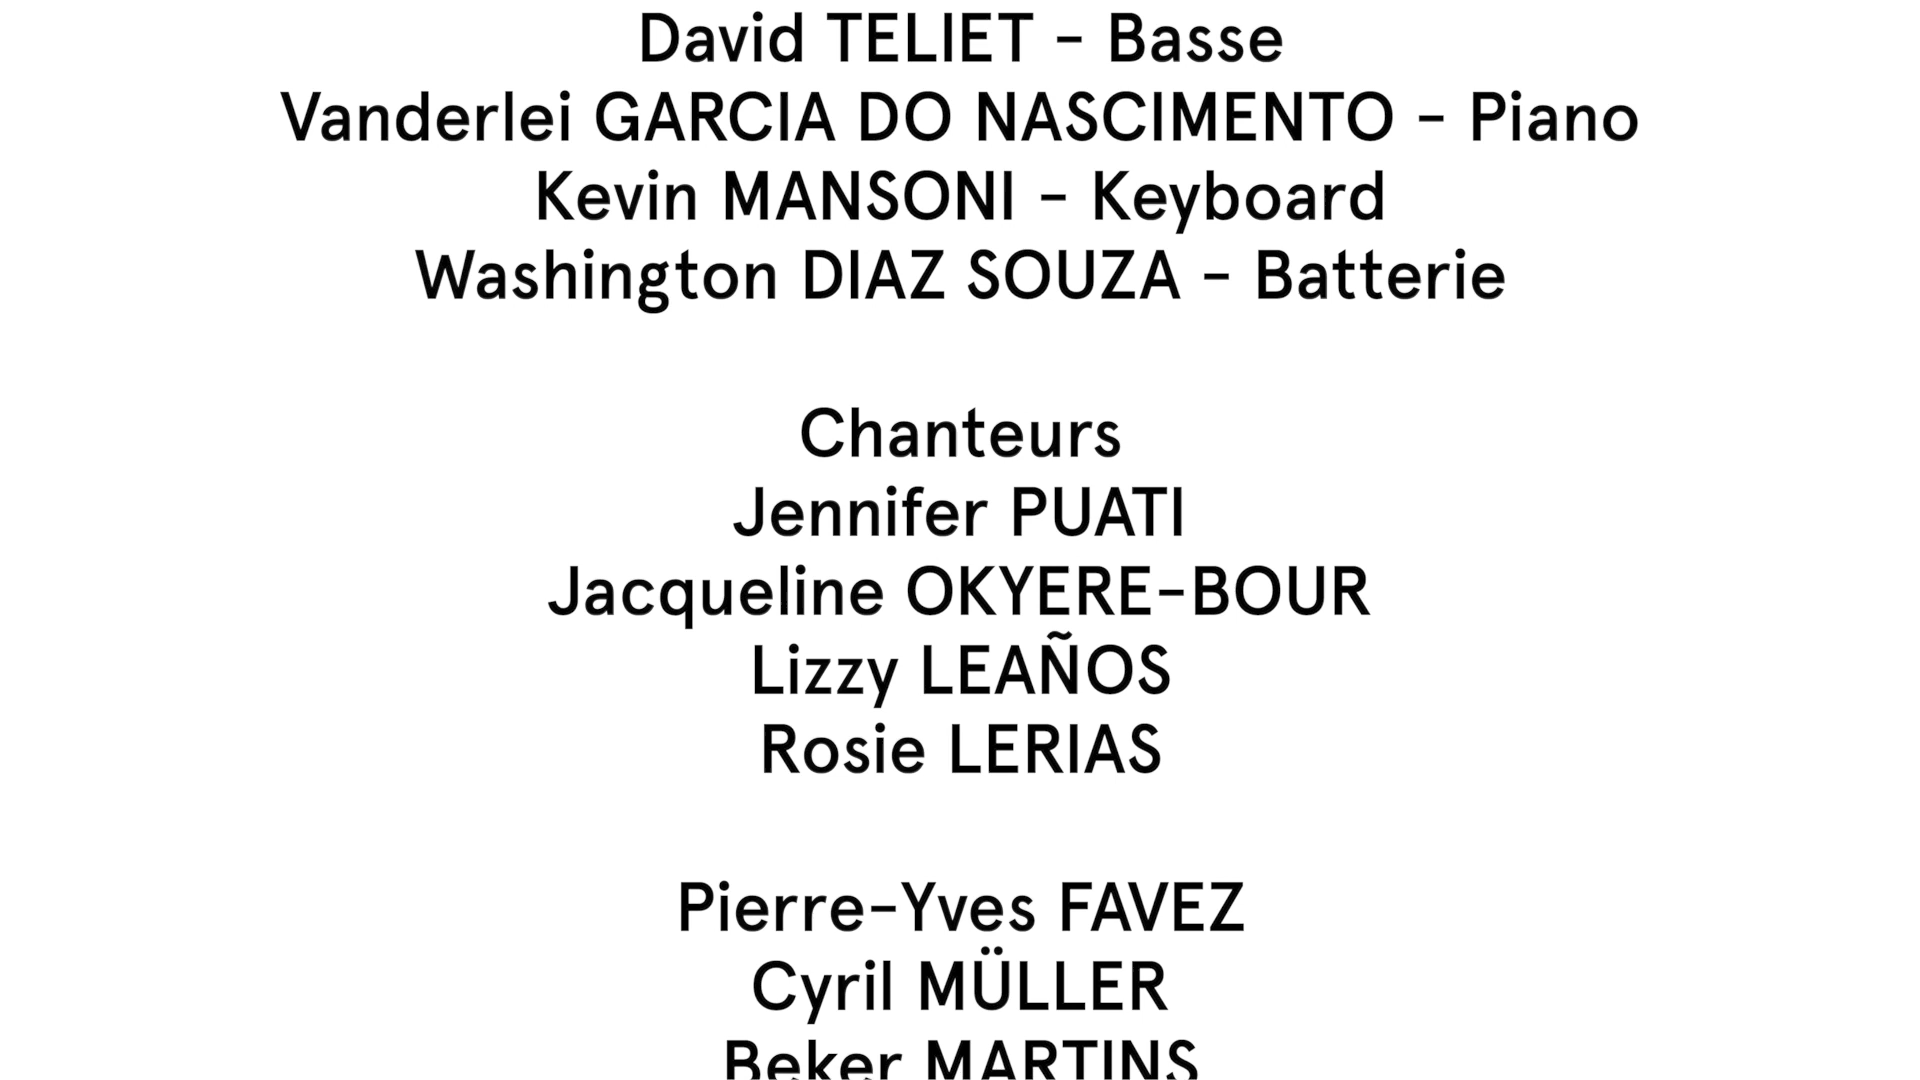 David TELIET - Basse
Vanderlei GARCIA DO NASCIMENTO - Piano
Kevin MANSONI - Keyboard
Washington DIAZ SOUZA - Batterie
Chanteurs
Jennifer PUATI
Jacqueline OKYERE-BOUR
Lizzy LEAÑOS
Rosie LERIAS
Pierre-Yves FAVEZ
Cyril MÜLLER
Beker MARTINS